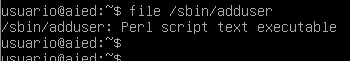 usuario@aied:~$ file /sbin/adduser
/sbin/adduser: Perl script text executable
usuario@aied:~$
usuario@aied:~$